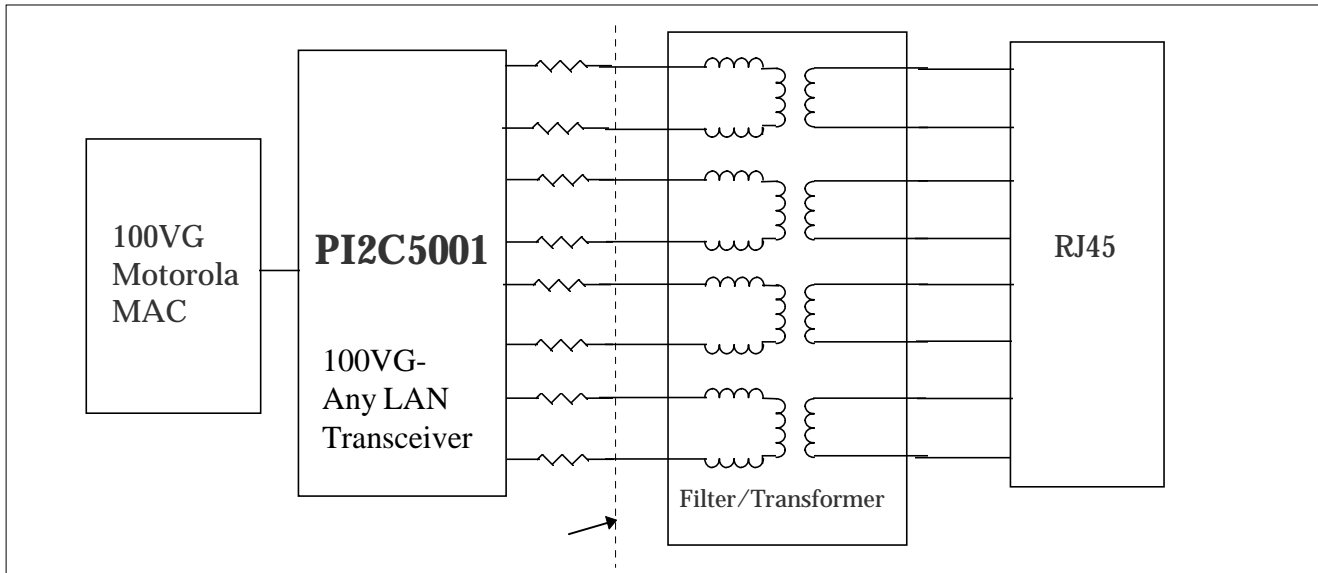 100VG
Motorola
MAC
PI2C5001
100VG-
Any LAN
Transceiver
Filter/Transformer
RJ45